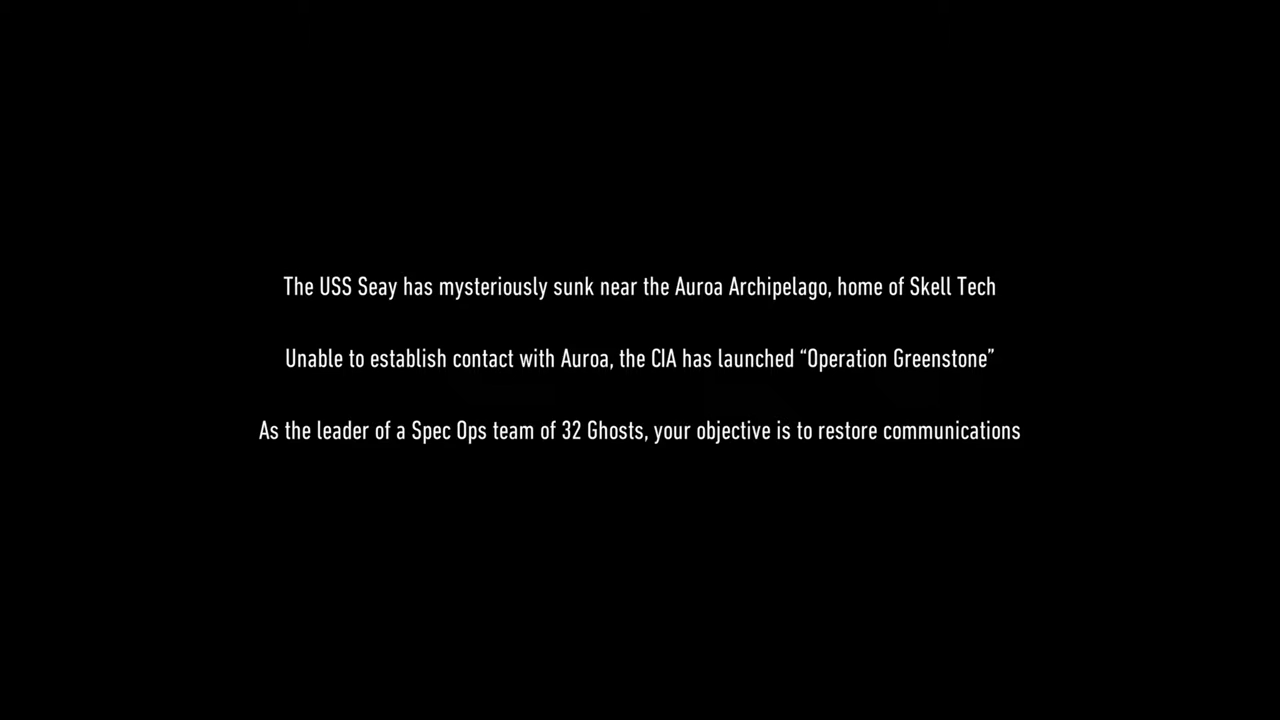 The USS Seay has mysteriously sunk near the Auroa Archipelago, home of Skell Tech
Unable to establish contact with Auroa, the CIA has launched “Operation Greenstone”
As the leader of a Spec Ops team of 32 Ghosts, your objective is to restore communications